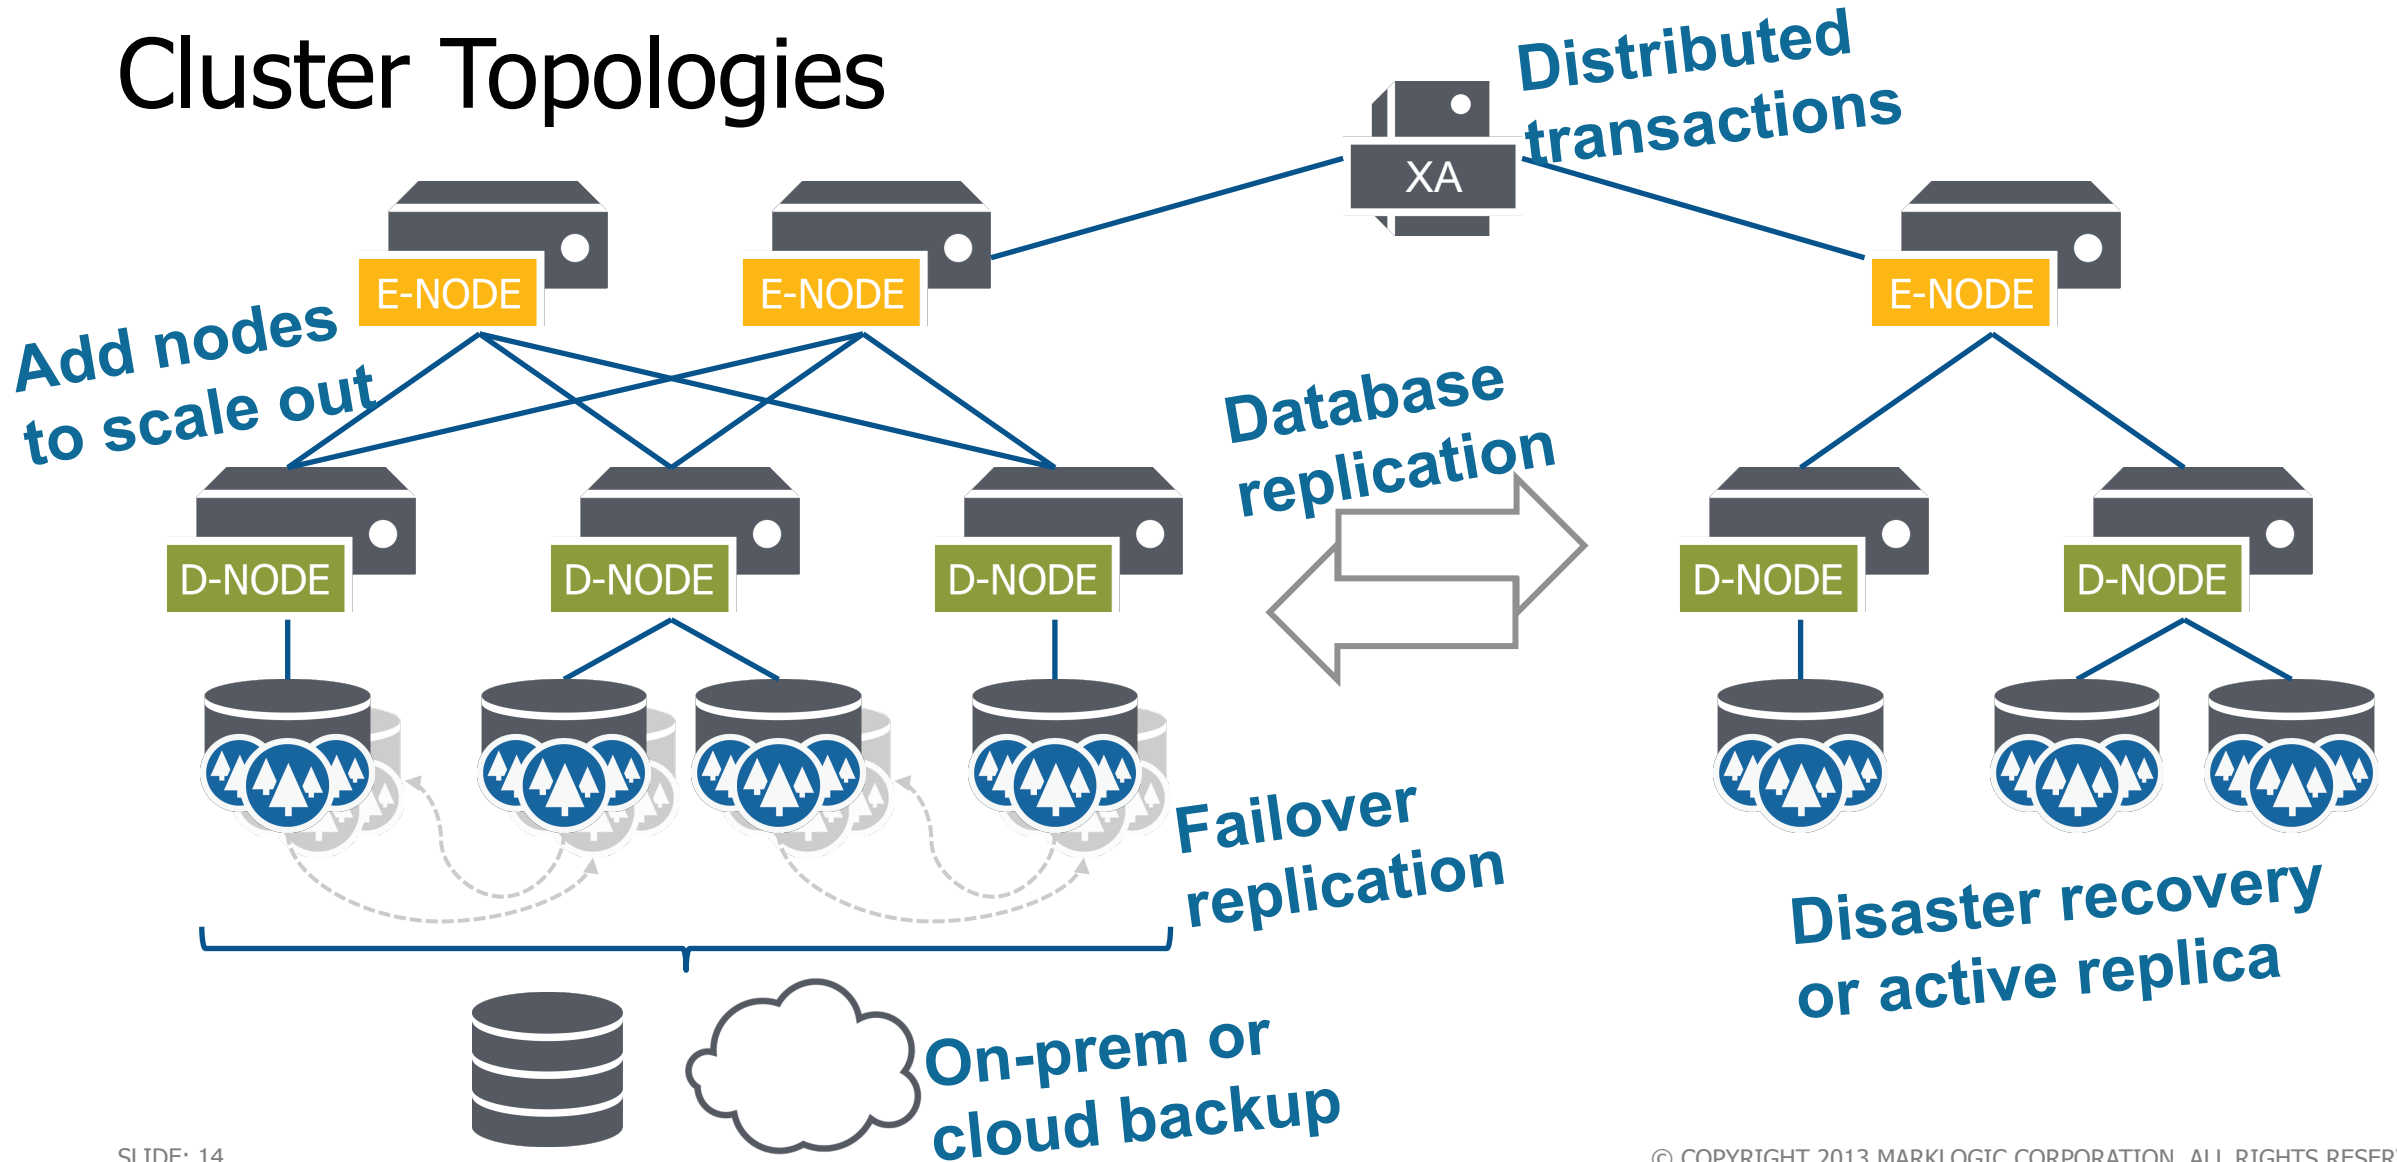 Cluster Topologies
Distributed
transactions
XA
E-NODE
E-NODE
E-NODE
Add nodes
to scale out
Database
replication
D-NODE
D-NODE
D-NODE
D-NODE
D-NODE
Failover
replication
Disaster recovery
or active replica
On-prem or
cloud backup
SLIDE: 14
© COPYRIGHT 2013 MARKLOGIC CORPORATION. ALL RIGHTS